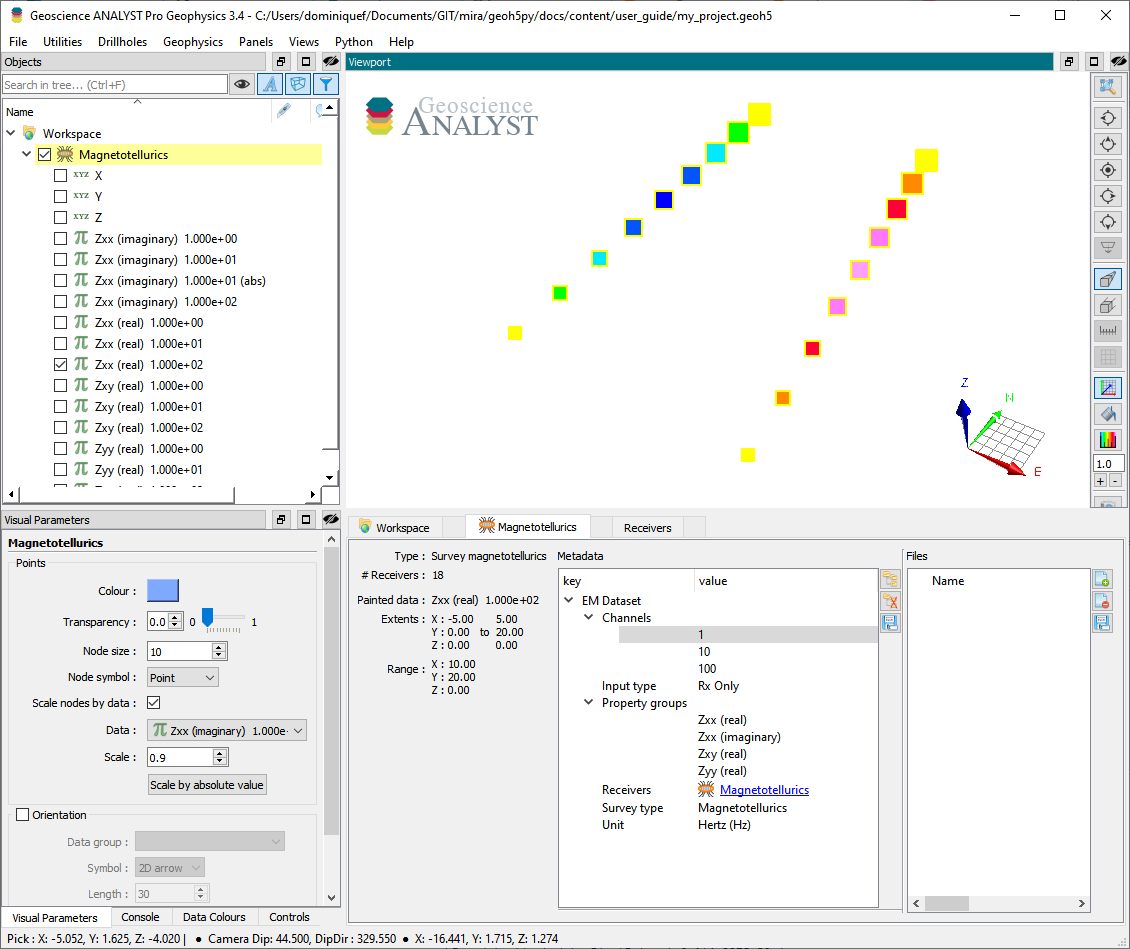 Geoscience ANALYST Pro Geophysics 3.4 - C:/Users/dominiquef/Documents/GIT/mira/geoh5py/docs/content/user_guide/my_project.geoh5
File Utilities Drillholes Geophysics Panels Views Python Help
Objects
Search in tree... (Ctrl+F)
Name
Workspace
Magnetotellurics
XYZ X
XYZ Y
XYZ Z
π Zxx (imaginary) 1.000e+00
π Zxx (imaginary) 1.000e+01
π Zxx (imaginary) 1.000e+01 (abs)
π Zxx (imaginary) 1.000e+02
π Zxx (real) 1.000e+00
π Zxx (real) 1.000e+01
π Zxx (real) 1.000e+02
π Zxy (real) 1.000e+00
π Zxy (real) 1.000e+01
π Zxy (real) 1.000e+02
π Zyy (real) 1.000e+00
π Zyy (real) 1.000e+01
Viewport
Geoscience
ANALYST
Z
N
E
1.0
+ -
Visual Parameters
Magnetotellurics
Points
Colour :
Transparency : 0.0 0 1
Node size : 10
Node symbol : Point
Scale nodes by data :
Data : π Zxx (imaginary) 1.000e
Scale : 0.9
Scale by absolute value
Orientation
Data group :
Symbol : 2D arrow
Length : 30
Visual Parameters Console Data Colours Controls
Workspace Magnetotellurics Receivers
Type : Survey magnetotellurics
# Receivers : 18
Painted data : Zxx (real) 1.000e+02
Extents : X : -5.00 5.00
Y : 0.00 to 20.00
Z : 0.00 0.00
Range : X : 10.00
Y : 20.00
Z : 0.00
Metadata
key value
EM Dataset
Channels
1
10
100
Input type Rx Only
Property groups
Zxx (real)
Zxx (imaginary)
Zxy (real)
Zyy (real)
Receivers Magnetotellurics
Survey type Magnetotellurics
Unit Hertz (Hz)
Files
Name
Pick : X: -5.052, Y: 1.625, Z: -4.020 | ● Camera Dip: 44.500, DipDir : 329.550 ● X: -16.441, Y: 1.715, Z: 1.274